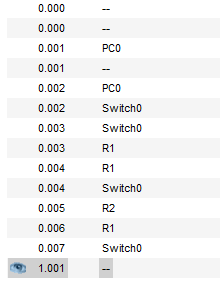 0.000 --
0.000 --
0.001 PC0
0.001 --
0.002 PC0
0.002 Switch0
0.003 Switch0
0.003 R1
0.004 R1
0.004 Switch0
0.005 R2
0.006 R1
0.007 Switch0
1.001 --